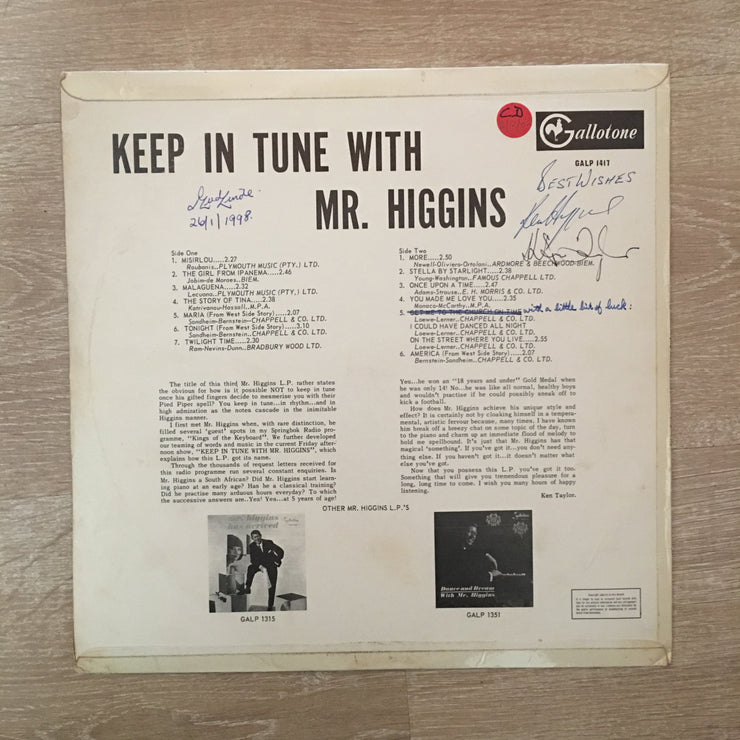 CD
Gallotone
GALP 1417
KEEP IN TUNE WITH
MR. HIGGINS
26/1/1998.
BEST WISHES
Side One
1. MISIRLOU.....2.27
Roubanis..PLYMOUTH MUSIC (PTY.) LTD.
2. THE GIRL FROM IPANEMA.....2.46
Jobim-de Moraes..BIEM.
3. MALAGUENA.....2.32
Lecuona..PLYMOUTH MUSIC (PTY.) LTD.
4. THE STORY OF TINA.....2.38
Katrivanou-Hassall..M.P.A.
5. MARIA (From West Side Story).....2.07
Sondheim-Bernstein..CHAPPELL & CO. LTD.
6. TONIGHT (From West Side Story).....3.10
Sondheim-Bernstein..CHAPPELL & CO. LTD.
7. TWILIGHT TIME.....2.30
Ram-Nevins-Dunn..BRADBURY WOOD LTD.
Side Two
1. MORE.....2.50
Newell-Oliviero-Ortolani..ARDMORE & BEECHWOOD-BIEM.
2. STELLA BY STARLIGHT.....2.38
Young-Washington..FAMOUS CHAPPELL LTD.
3. ONCE UPON A TIME.....2.47
Adams-Strouse..E. H. MORRIS & CO. LTD.
4. YOU MADE ME LOVE YOU.....2.35
Monaco-McCarthy..M.P.A.
5. GET ME TO THE CHURCH ON TIME with a little bit of luck:
Loewe-Lerner..CHAPPELL & CO. LTD.
I COULD HAVE DANCED ALL NIGHT
Loewe-Lerner..CHAPPELL & CO. LTD.
ON THE STREET WHERE YOU LIVE.....2.55
Loewe-Lerner..CHAPPELL & CO. LTD.
6. AMERICA (From West Side Story).....2.07
Bernstein-Sondheim..CHAPPELL & CO. LTD.
The title of this third Mr. Higgins L.P. rather states
the obvious for how is it possible NOT to keep in tune
once his gifted fingers decide to mesmerise you with their
Pied Piper spell? You keep in tune...in rhythm...and in
high admiration as the notes cascade in the inimitable
Higgins manner.
I first met Mr. Higgins when, with rare distinction, he
filled several 'guest' spots in my Springbok Radio pro-
gramme, "Kings of the Keyboard". We further developed
our teaming of words and music in the current Friday after-
noon show, "KEEP IN TUNE WITH MR. HIGGINS", which
explains how this L.P. got its name.
Through the thousands of request letters received for
this radio programme run several constant enquiries. Is
Mr. Higgins a South African? Did Mr. Higgins start learn-
ing piano at an early age? Has he a classical training?
Did he practise many arduous hours everyday? To which
the successive answers are..Yes! Yes...at 5 years of age!
Yes...he won an "18 years and under" Gold Medal when
he was only 14! No...he was like all normal, healthy boys
and wouldn't practise if he could possibly sneak off to
kick a football.
How does Mr. Higgins achieve his unique style and
effect? It is certainly not by cloaking himself in a tempera-
mental, artistic fervour because, many times, I have known
him break off a breezy chat on some topic of the day, turn
to the piano and charm up an immediate flood of melody to
hold me spellbound. It's just that Mr. Higgins has that
magical 'something'. If you've got it...you don't need any-
thing else. If you haven't got it...it doesn't matter what
else you've got.
Now that you possess this L.P. you've got it too.
Something that will give you tremendous pleasure for a
long, long time to come. I wish you many hours of happy
listening.
Ken Taylor.
OTHER MR. HIGGINS L.P.'S
mr. higgins
has arrived
Dance and Dream
With Mr. Higgins
GALP 1315
GALP 1351